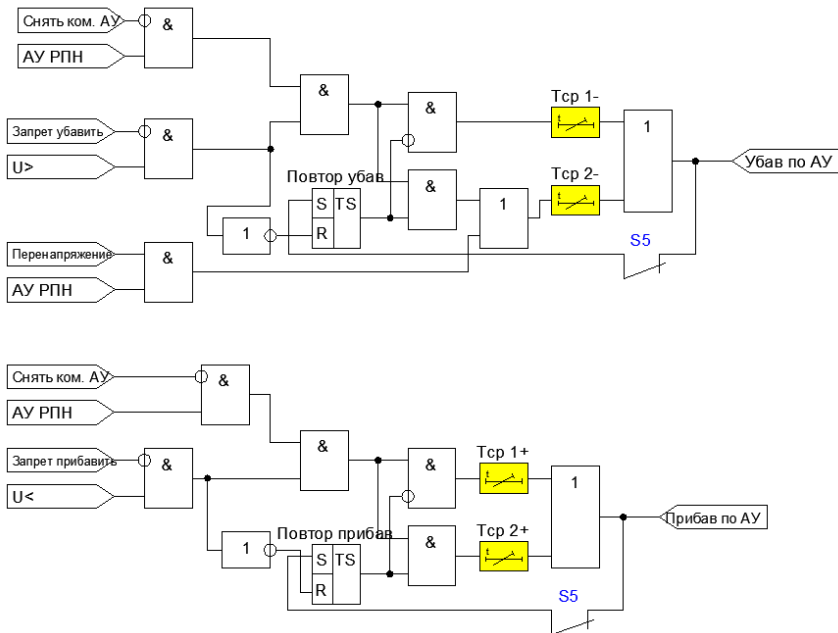 Снять ком. АУ
&
АУ РПН
&
&
Тср 1-
Запрет убавить
&
1
U>
Убав по АУ
Повтор убав
&
Тср 2-
S TS
1
1
R
S5
Перенапряжение
&
АУ РПН
Снять ком. АУ
&
АУ РПН
&
&
Тср 1+
Запрет прибавить
&
1
U<
Прибав по АУ
Повтор прибав
&
Тср 2+
1
S TS
R
S5